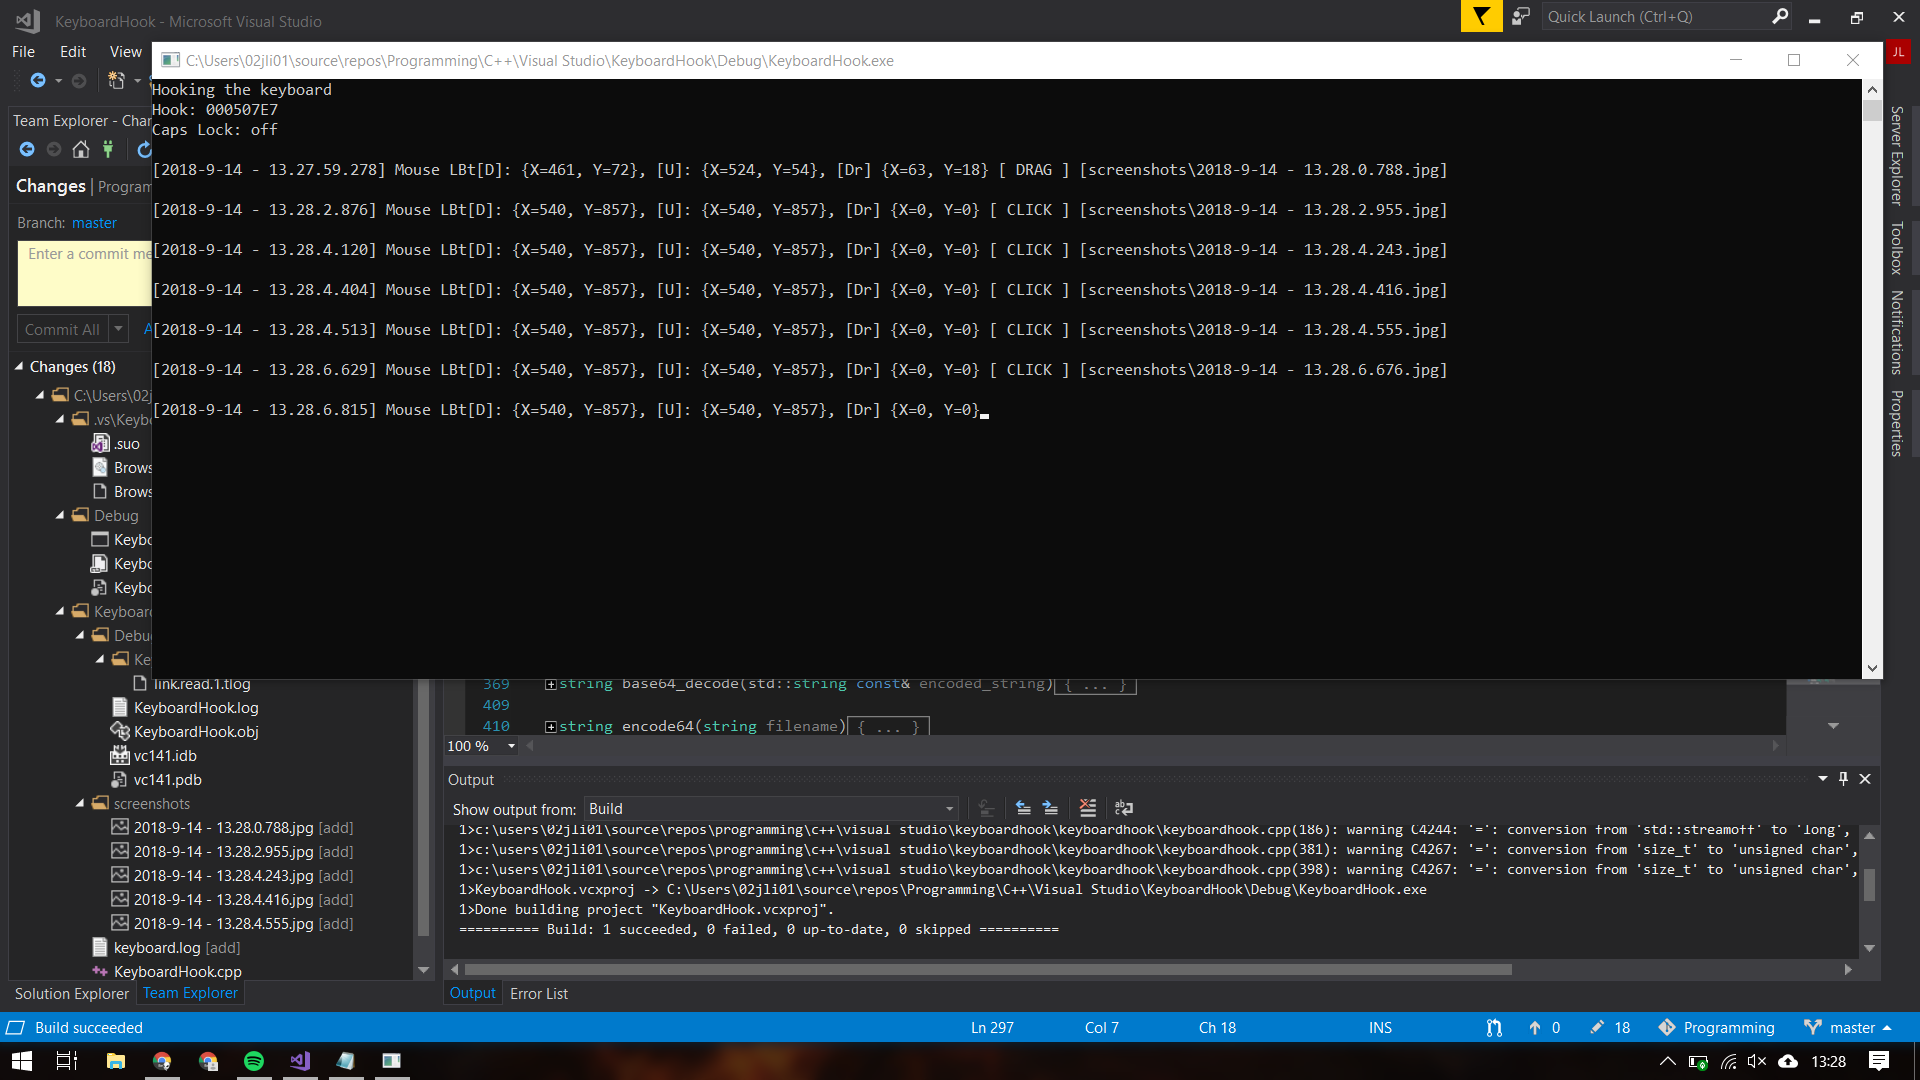 KeyboardHook - Microsoft Visual Studio
Quick Launch (Ctrl+Q)
File Edit View
JL
C:\Users\02jli01\source\repos\Programming\C++\Visual Studio\KeyboardHook\Debug\KeyboardHook.exe
Hooking the keyboard
Hook: 000507E7
Caps Lock: off
[2018-9-14 - 13.27.59.278] Mouse LBt[D]: {X=461, Y=72}, [U]: {X=524, Y=54}, [Dr] {X=63, Y=18} [ DRAG ] [screenshots\2018-9-14 - 13.28.0.788.jpg]
[2018-9-14 - 13.28.2.876] Mouse LBt[D]: {X=540, Y=857}, [U]: {X=540, Y=857}, [Dr] {X=0, Y=0} [ CLICK ] [screenshots\2018-9-14 - 13.28.2.955.jpg]
[2018-9-14 - 13.28.4.120] Mouse LBt[D]: {X=540, Y=857}, [U]: {X=540, Y=857}, [Dr] {X=0, Y=0} [ CLICK ] [screenshots\2018-9-14 - 13.28.4.243.jpg]
[2018-9-14 - 13.28.4.404] Mouse LBt[D]: {X=540, Y=857}, [U]: {X=540, Y=857}, [Dr] {X=0, Y=0} [ CLICK ] [screenshots\2018-9-14 - 13.28.4.416.jpg]
[2018-9-14 - 13.28.4.513] Mouse LBt[D]: {X=540, Y=857}, [U]: {X=540, Y=857}, [Dr] {X=0, Y=0} [ CLICK ] [screenshots\2018-9-14 - 13.28.4.555.jpg]
[2018-9-14 - 13.28.6.629] Mouse LBt[D]: {X=540, Y=857}, [U]: {X=540, Y=857}, [Dr] {X=0, Y=0} [ CLICK ] [screenshots\2018-9-14 - 13.28.6.676.jpg]
[2018-9-14 - 13.28.6.815] Mouse LBt[D]: {X=540, Y=857}, [U]: {X=540, Y=857}, [Dr] {X=0, Y=0}
Team Explorer - Char
Changes | Program
Branch: master
Enter a commit me
Commit All
A
Changes (18)
C:\Users\02j
.vs\Keyb
.suo
Brows
Brows
Debug
Keybo
Keybo
Keybo
Keyboard
Debu
Ke
link.read.1.tlog
KeyboardHook.log
KeyboardHook.obj
vc141.idb
vc141.pdb
screenshots
2018-9-14 - 13.28.0.788.jpg [add]
2018-9-14 - 13.28.2.955.jpg [add]
2018-9-14 - 13.28.4.243.jpg [add]
2018-9-14 - 13.28.4.416.jpg [add]
2018-9-14 - 13.28.4.555.jpg [add]
keyboard.log [add]
KeyboardHook.cpp
Solution Explorer Team Explorer
Server Explorer
Toolbox
Notifications
Properties
369 string base64_decode(std::string const& encoded_string){ ... }
409
410 string encode64(string filename){ ... }
100 %
Output
Show output from: Build
1>c:\users\02jli01\source\repos\programming\c++\visual studio\keyboardhook\keyboardhook\keyboardhook.cpp(186): warning C4244: '=': conversion from 'std::streamoff' to 'long',
1>c:\users\02jli01\source\repos\programming\c++\visual studio\keyboardhook\keyboardhook\keyboardhook.cpp(381): warning C4267: '=': conversion from 'size_t' to 'unsigned char',
1>c:\users\02jli01\source\repos\programming\c++\visual studio\keyboardhook\keyboardhook\keyboardhook.cpp(398): warning C4267: '=': conversion from 'size_t' to 'unsigned char',
1>KeyboardHook.vcxproj -> C:\Users\02jli01\source\repos\Programming\C++\Visual Studio\KeyboardHook\Debug\KeyboardHook.exe
1>Done building project "KeyboardHook.vcxproj".
========== Build: 1 succeeded, 0 failed, 0 up-to-date, 0 skipped ==========
Output Error List
Build succeeded Ln 297 Col 7 Ch 18 INS 0 18 Programming master
13:28